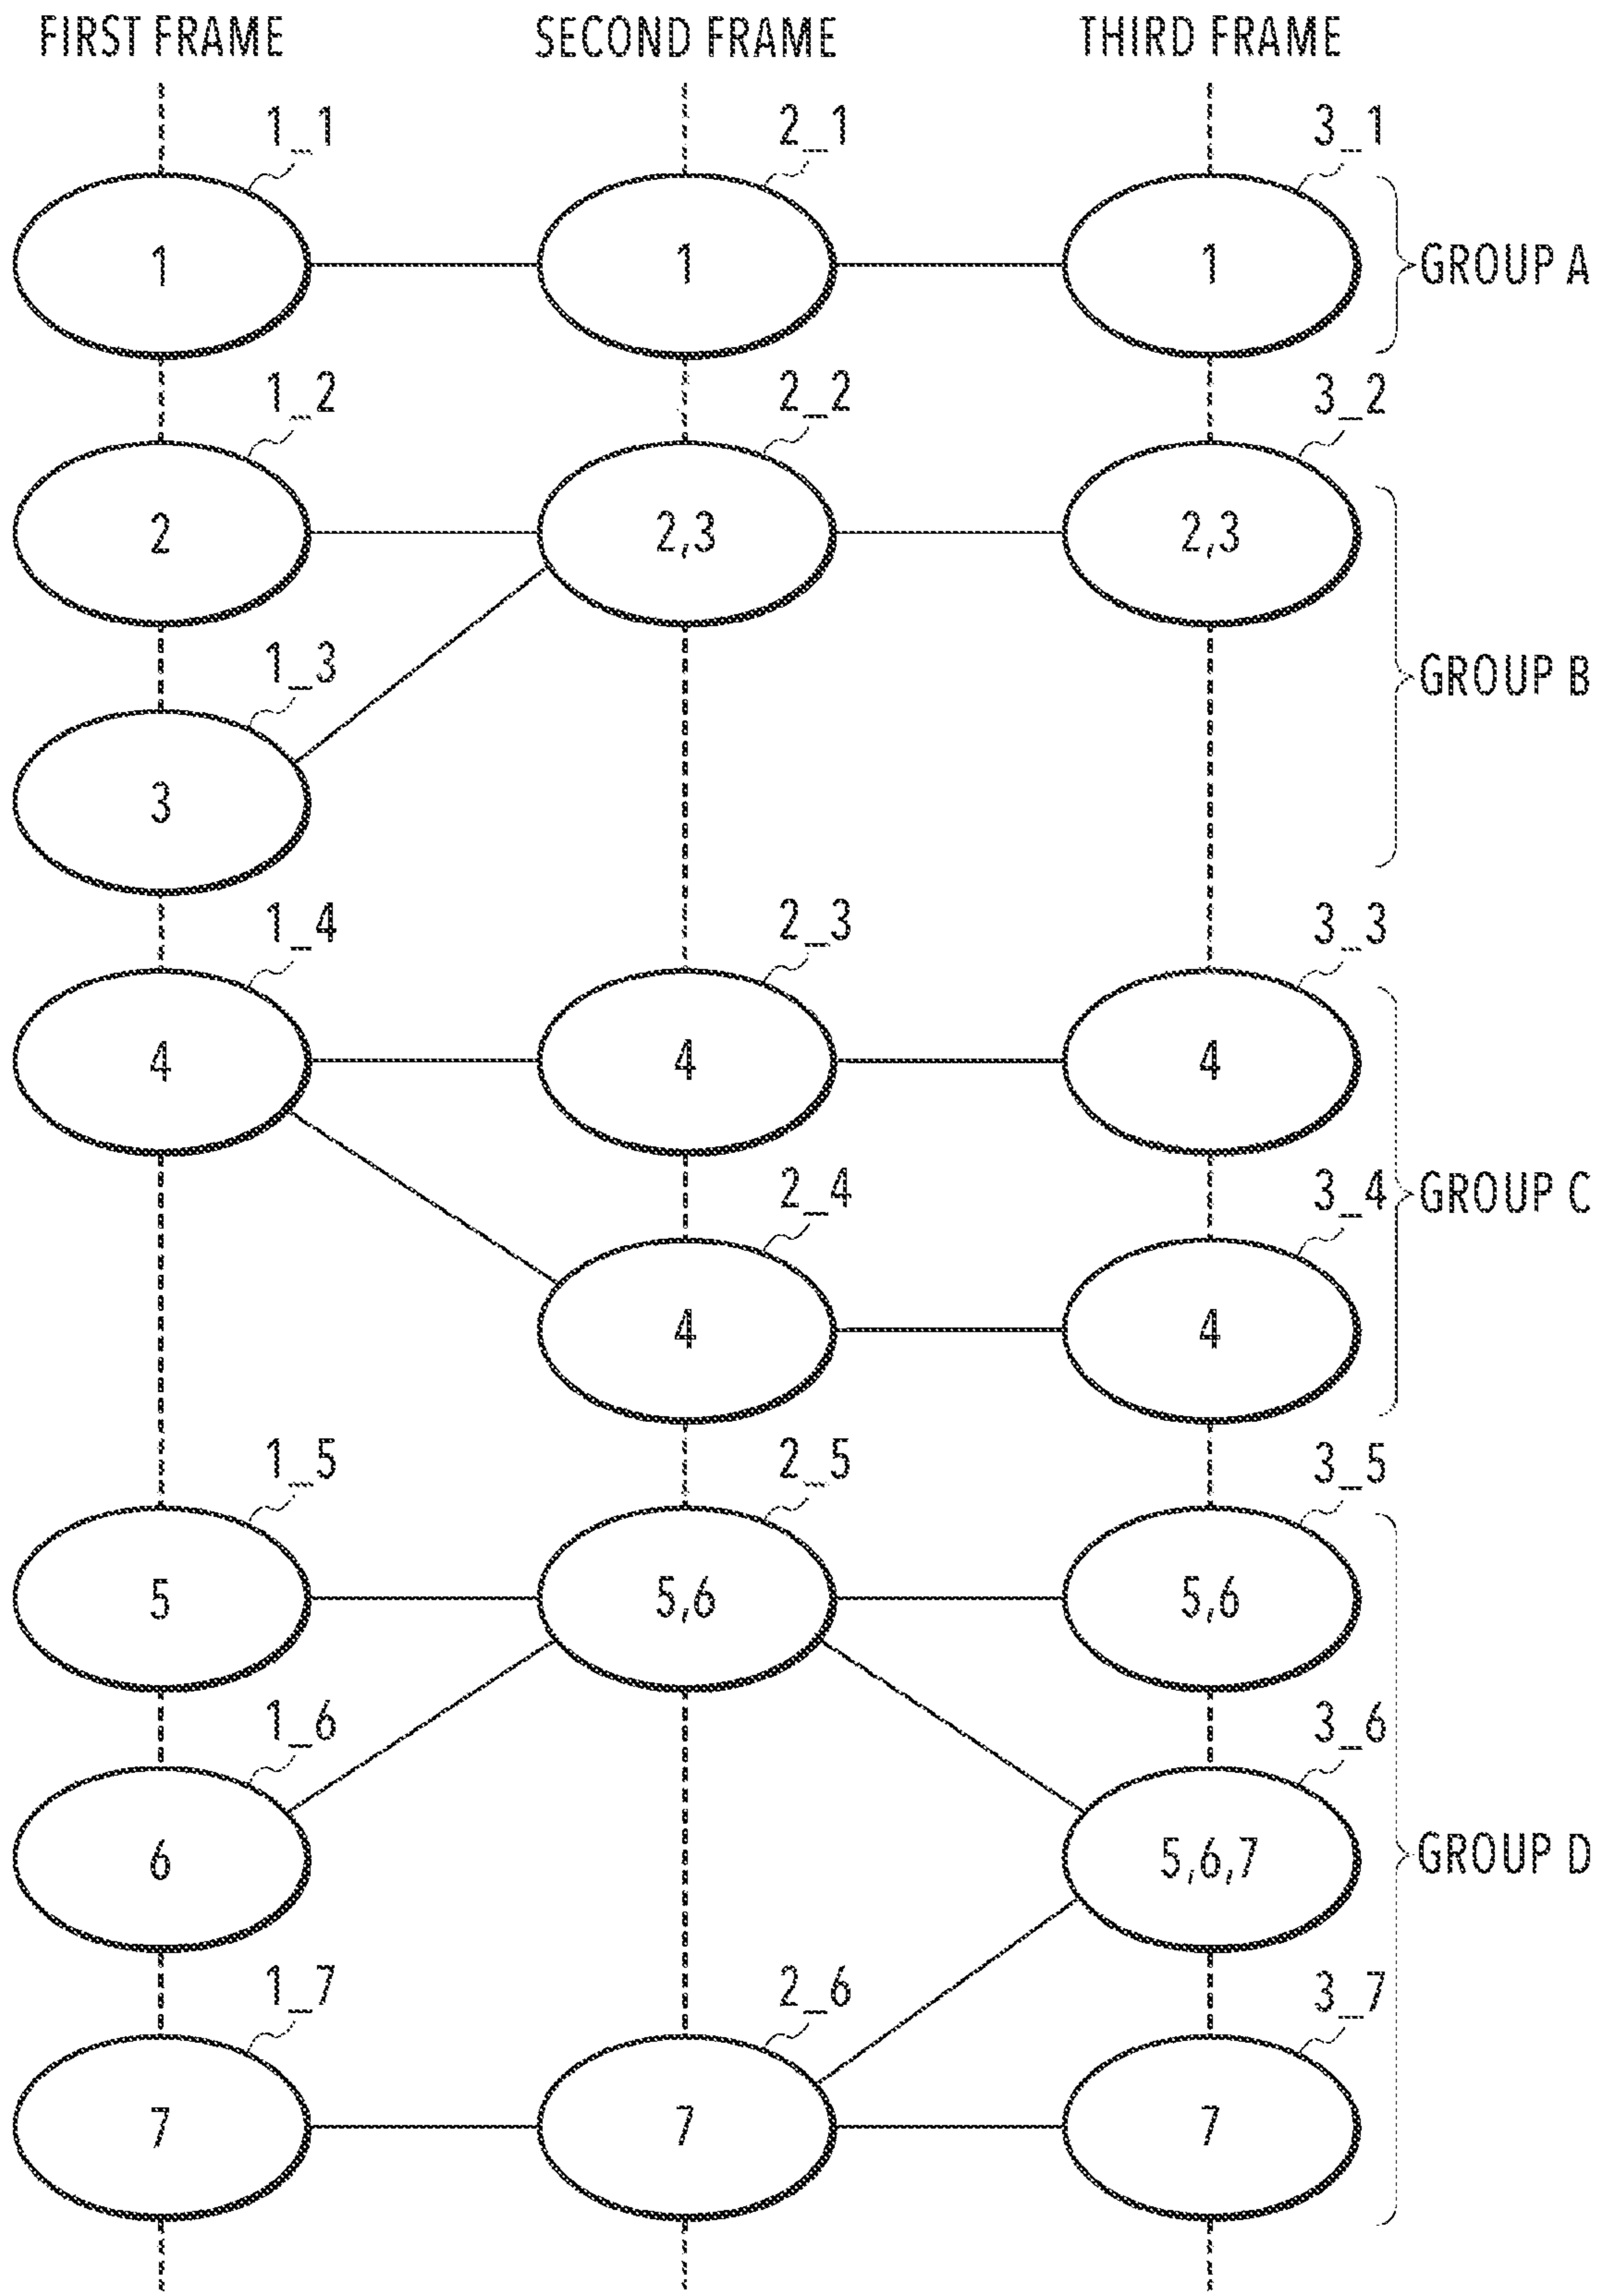 FIRST FRAME SECOND FRAME THIRD FRAME
1_1 2_1 3_1
1 1 1 GROUP A
1_2 2_2 3_2
2 2,3 2,3
1_3 GROUP B
3
1_4 2_3 3_3
4 4 4
2_4 3_4 GROUP C
4 4
1_5 2_5 3_5
5 5,6 5,6
1_6 3_6
6 5,6,7 GROUP D
1_7 2_6 3_7
7 7 7